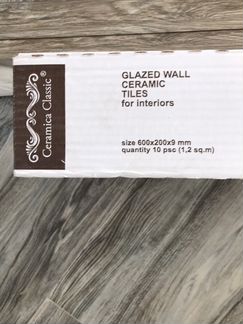 Ceramica Classic®
GLAZED WALL
CERAMIC
TILES
for interiors
size 600x200x9 mm
quantity 10 psc (1,2 sq.m)